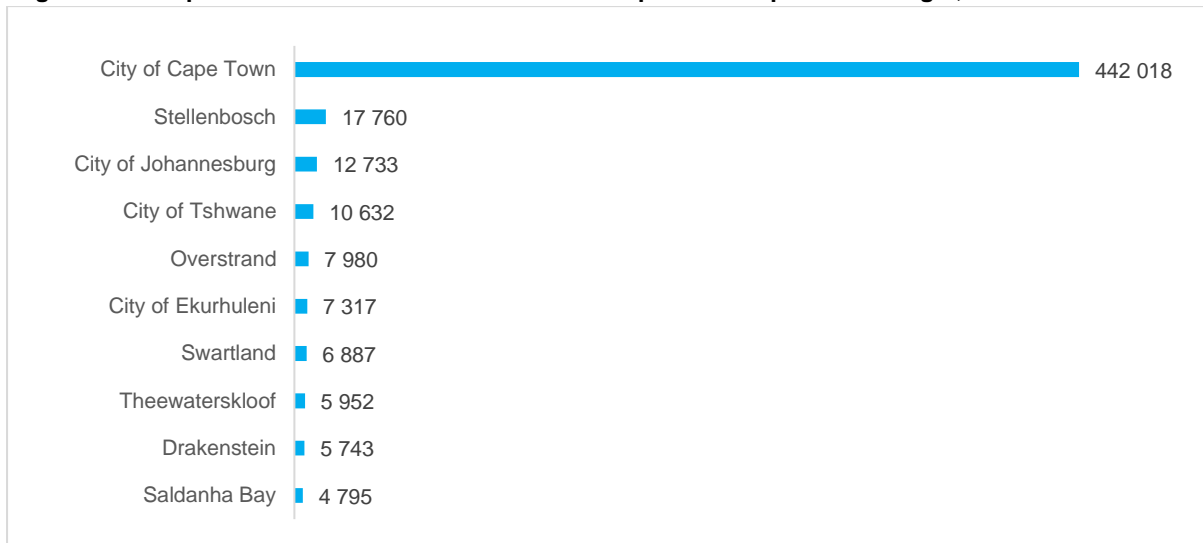 City of Cape Town 442 018
Stellenbosch 17 760
City of Johannesburg 12 733
City of Tshwane 10 632
Overstrand 7 980
City of Ekurhuleni 7 317
Swartland 6 887
Theewaterskloof 5 952
Drakenstein 5 743
Saldanha Bay 4 795